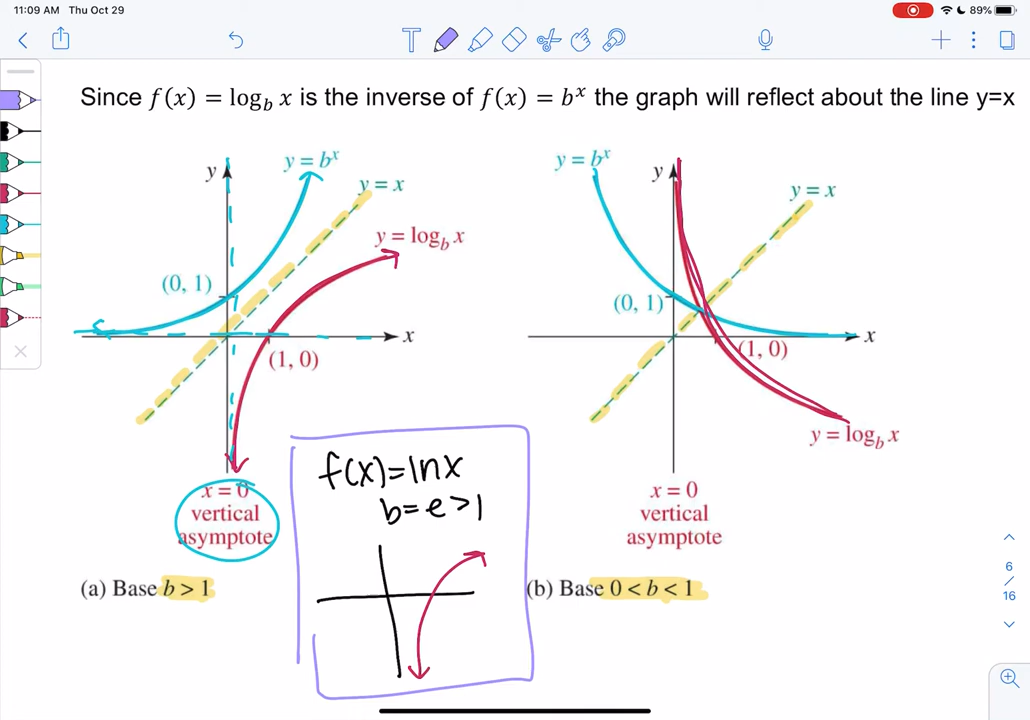 11:09 AM Thu Oct 29
89%
T
Since f(x) = log_b x is the inverse of f(x) = b^x the graph will reflect about the line y=x
y
y = b^x
y = x
y = log_b x
(0, 1)
x
(1, 0)
x = 0
vertical
asymptote
(a) Base b > 1
f(x)=lnx
b=e>1
y = b^x
y
y = x
(0, 1)
x
(1, 0)
y = log_b x
x = 0
vertical
asymptote
(b) Base 0 < b < 1
6
/
16